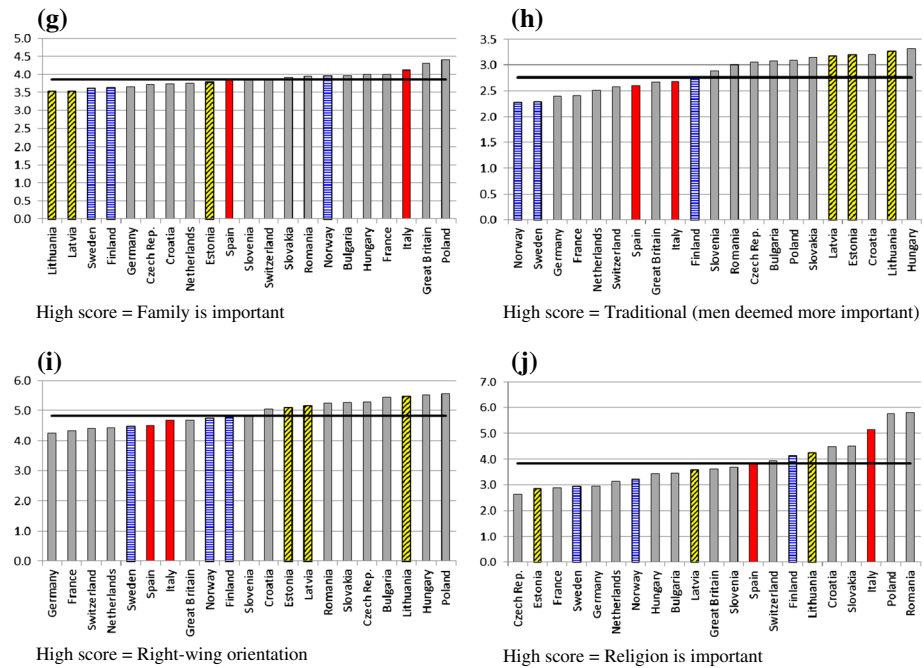 (g)
5.0
4.5
4.0
3.5
3.0
2.5
2.0
1.5
1.0
0.5
0.0
Lithuania
Latvia
Sweden
Finland
Germany
Czech Rep.
Croatia
Netherlands
Estonia
Spain
Slovenia
Switzerland
Slovakia
Romania
Norway
Bulgaria
Hungary
France
Italy
Great Britain
Poland
High score = Family is important
(h)
3.5
3.0
2.5
2.0
1.5
1.0
0.5
0.0
Norway
Sweden
Germany
France
Netherlands
Switzerland
Spain
Great Britain
Italy
Finland
Slovenia
Romania
Czech Rep.
Bulgaria
Poland
Slovakia
Latvia
Estonia
Croatia
Lithuania
Hungary
High score = Traditional (men deemed more important)
(i)
6.0
5.0
4.0
3.0
2.0
1.0
0.0
Germany
France
Switzerland
Netherlands
Sweden
Spain
Italy
Great Britain
Norway
Finland
Slovenia
Croatia
Estonia
Latvia
Romania
Slovakia
Czech Rep.
Bulgaria
Lithuania
Hungary
Poland
High score = Right-wing orientation
(j)
7.0
6.0
5.0
4.0
3.0
2.0
1.0
0.0
Czech Rep.
Estonia
France
Sweden
Germany
Netherlands
Norway
Hungary
Bulgaria
Latvia
Great Britain
Slovenia
Spain
Switzerland
Finland
Lithuania
Croatia
Slovakia
Italy
Poland
Romania
High score = Religion is important